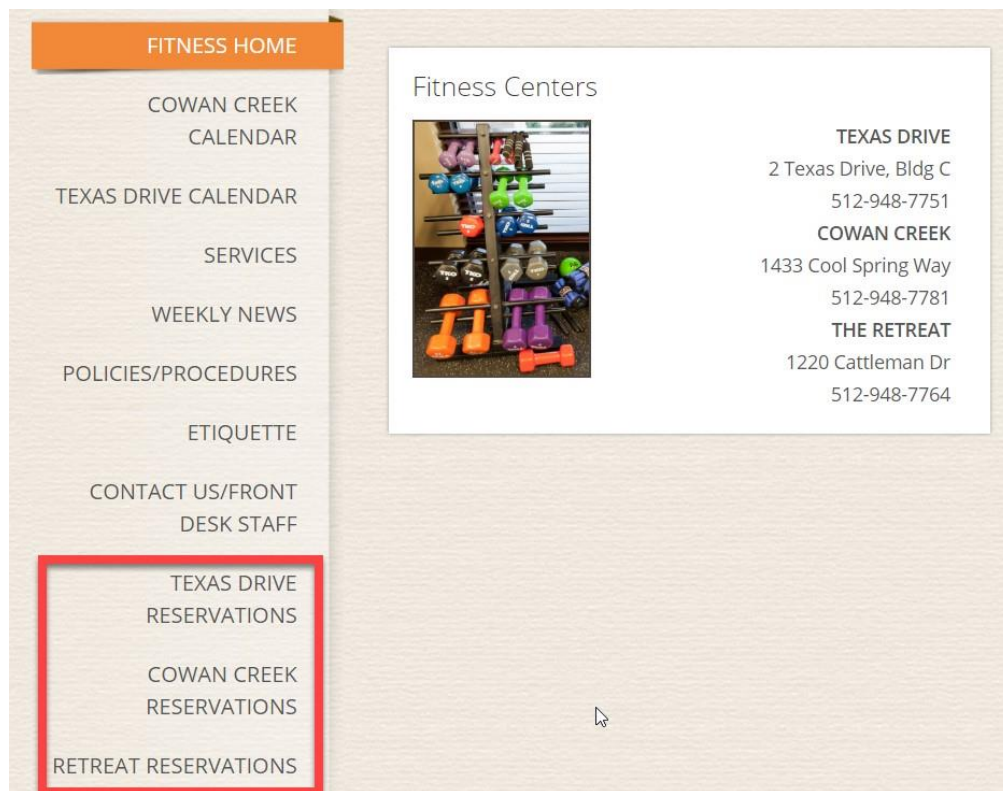 FITNESS HOME
COWAN CREEK
CALENDAR
TEXAS DRIVE CALENDAR
SERVICES
WEEKLY NEWS
POLICIES/PROCEDURES
ETIQUETTE
CONTACT US/FRONT
DESK STAFF
TEXAS DRIVE
RESERVATIONS
COWAN CREEK
RESERVATIONS
RETREAT RESERVATIONS
Fitness Centers
TEXAS DRIVE
2 Texas Drive, Bldg C
512-948-7751
COWAN CREEK
1433 Cool Spring Way
512-948-7781
THE RETREAT
1220 Cattleman Dr
512-948-7764